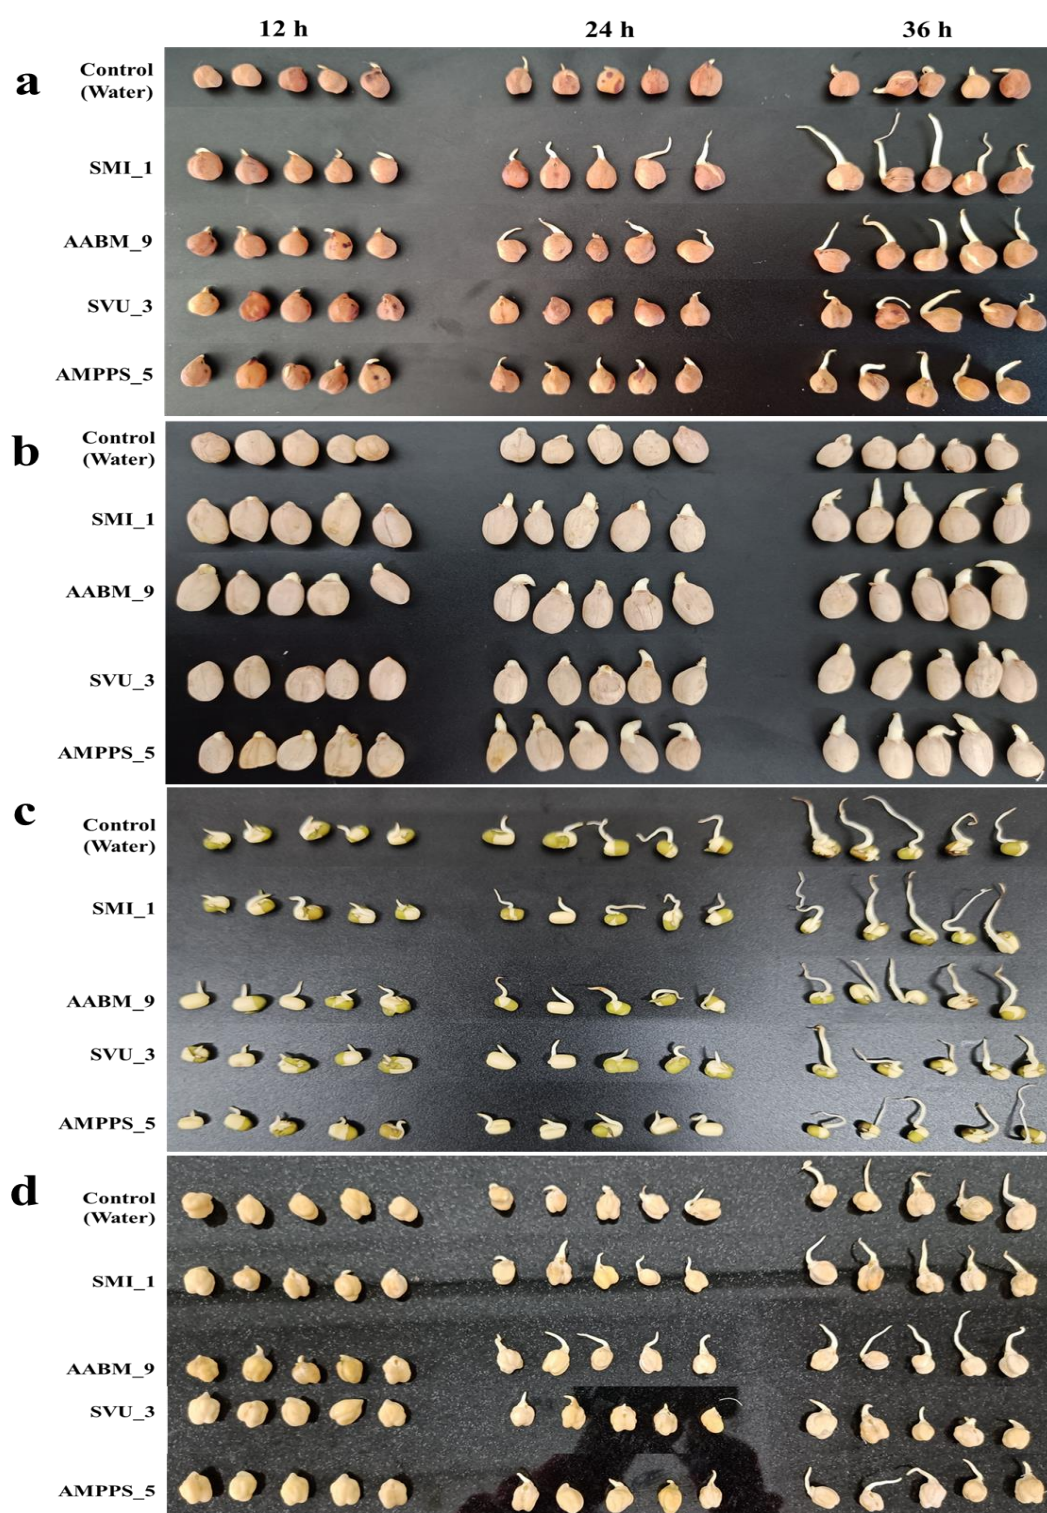 12 h 24 h 36 h
a
Control
(Water)
SMI_1
AABM_9
SVU_3
AMPPS_5
b
Control
(Water)
SMI_1
AABM_9
SVU_3
AMPPS_5
c
Control
(Water)
SMI_1
AABM_9
SVU_3
AMPPS_5
d
Control
(Water)
SMI_1
AABM_9
SVU_3
AMPPS_5